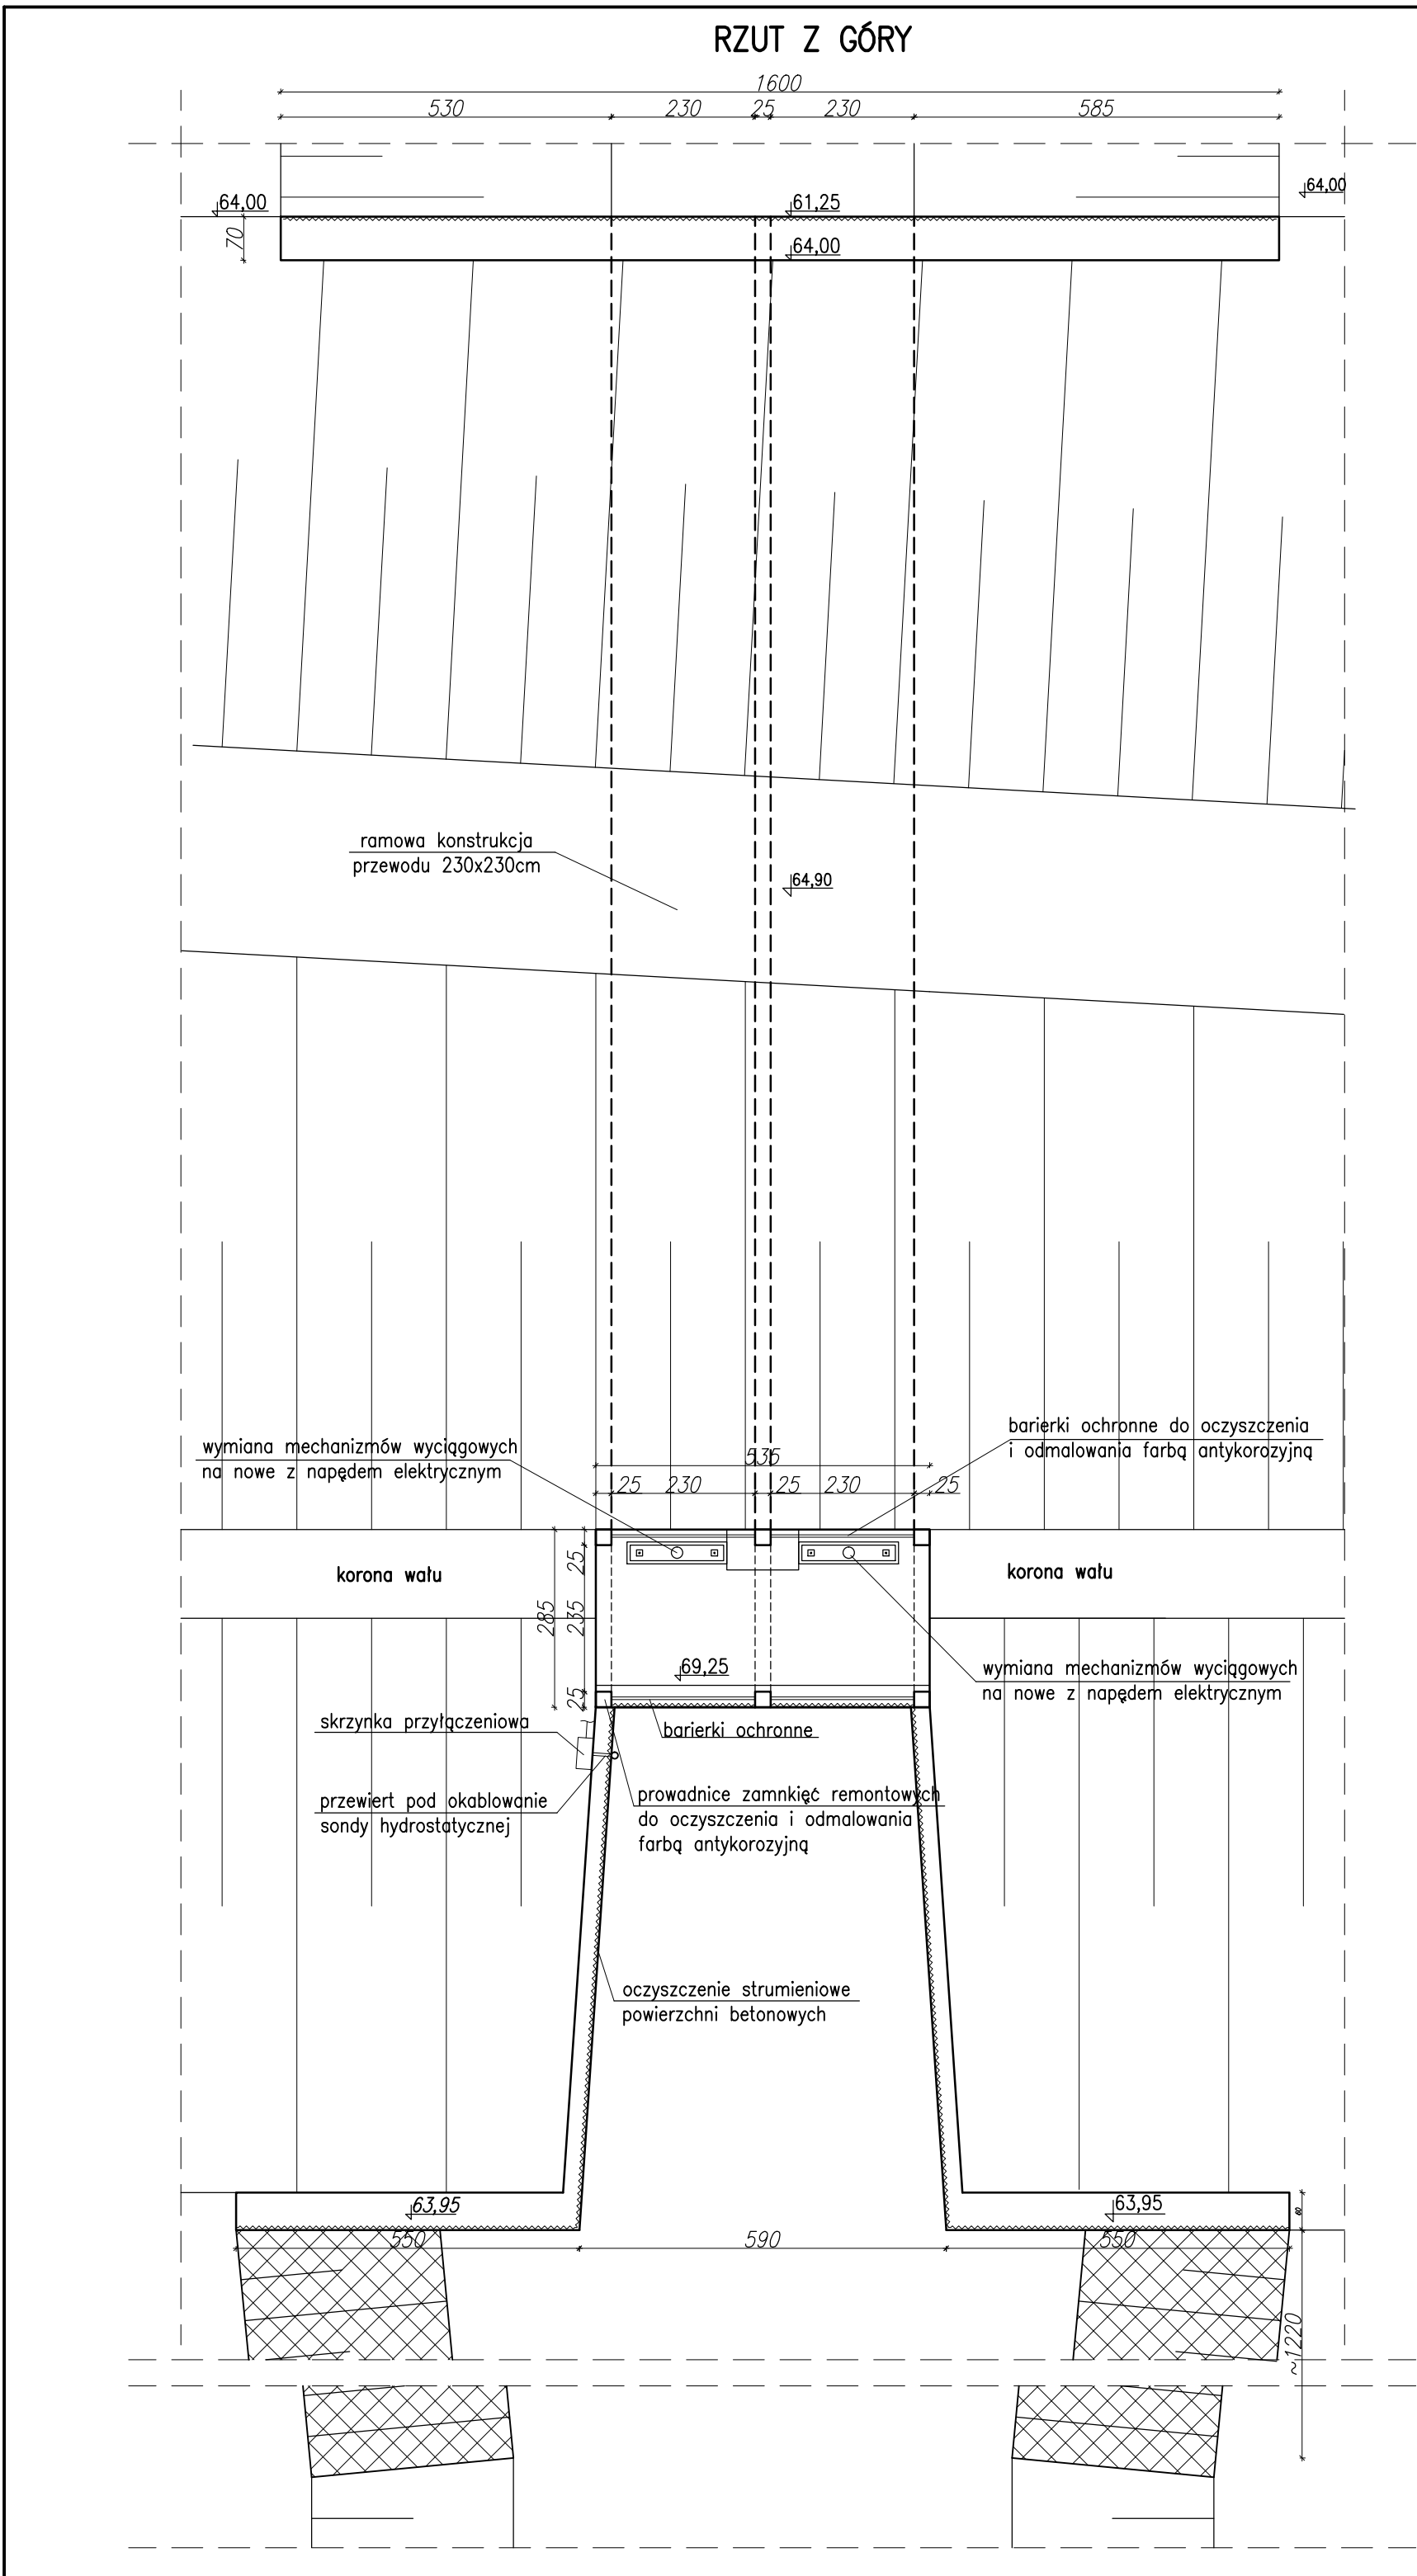 RZUT Z GÓRY
1600
530 230 25 230 585
64,00 61,25 64,00
70
64,00
ramowa konstrukcja
przewodu 230x230cm
64,90
barierki ochronne do oczyszczenia
i odmalowania farbą antykorozyjną
wymiana mechanizmów wyciągowych
na nowe z napędem elektrycznym
535
25 230 25 230 25
korona wału
korona wału
285
25
235
25
69,25
wymiana mechanizmów wyciągowych
na nowe z napędem elektrycznym
skrzynka przyłączeniowa
barierki ochronne
przewiert pod okablowanie
sondy hydrostatycznej
prowadnice zamnkięć remontowych
do oczyszczenia i odmalowania
farbą antykorozyjną
oczyszczenie strumieniowe
powierzchni betonowych
63,95 63,95
60
550 590 550
~1220